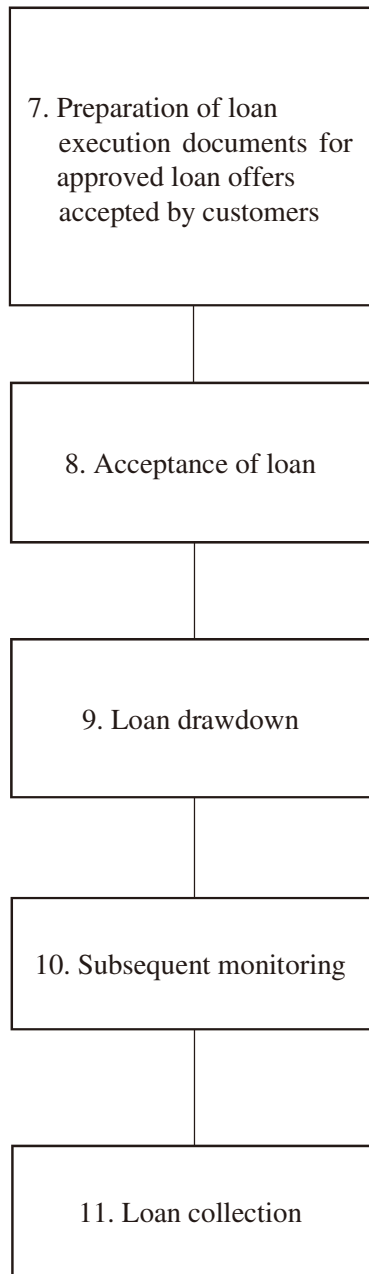 7. Preparation of loan
execution documents for
approved loan offers
accepted by customers
8. Acceptance of loan
9. Loan drawdown
10. Subsequent monitoring
11. Loan collection